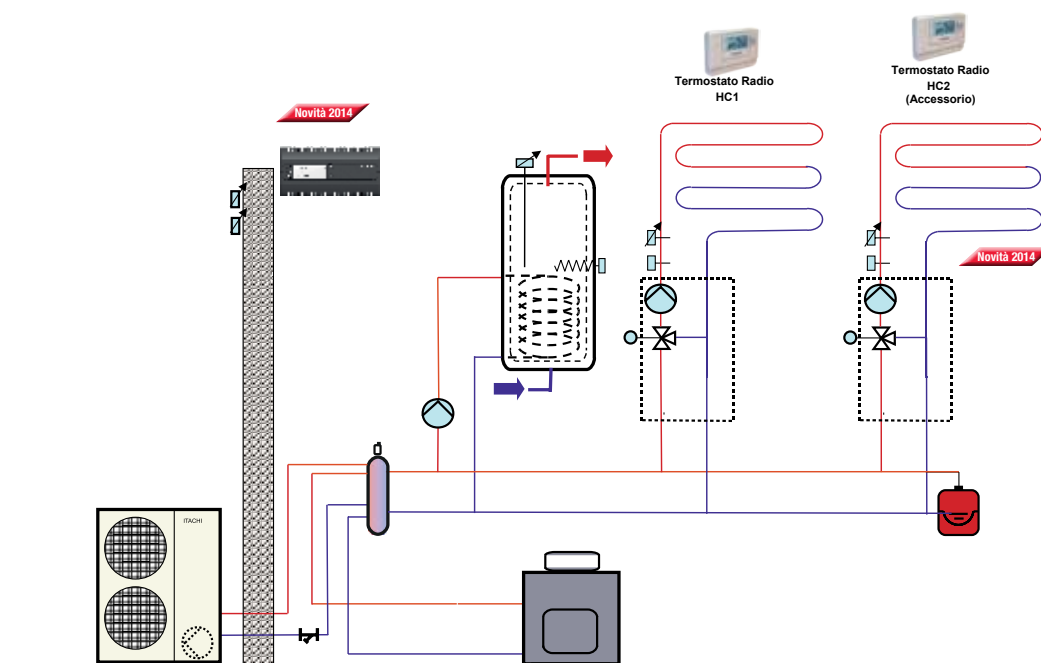 Termostato Radio
HC1
Termostato Radio
HC2
(Accessorio)
Novità 2014
Novità 2014
ITACHI